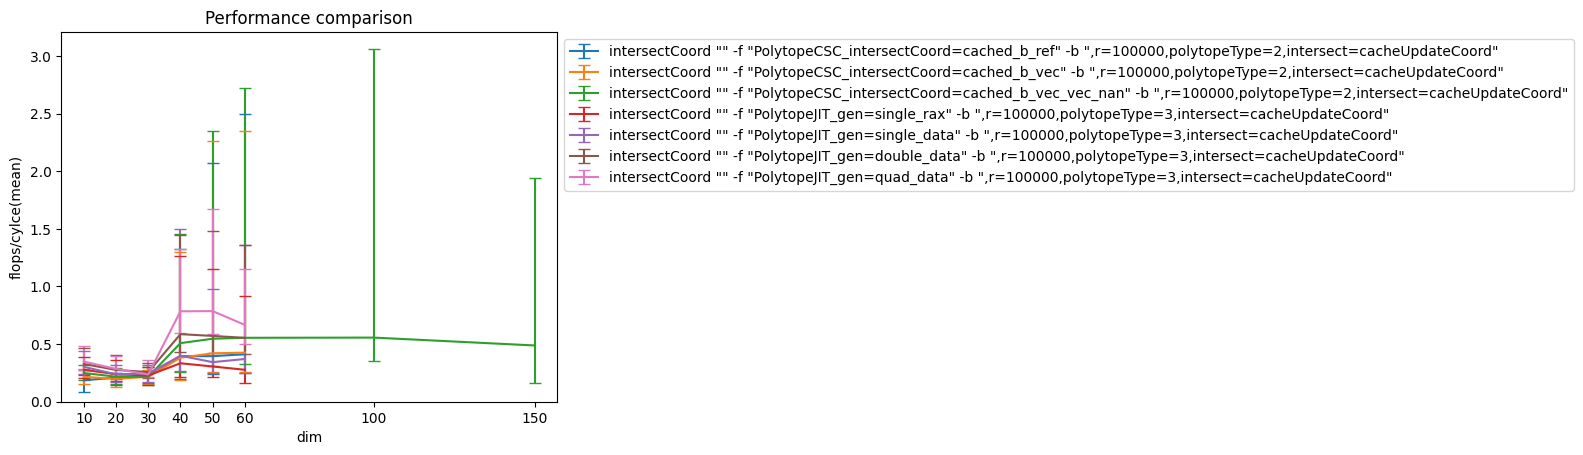 Performance comparison
flops/cylce(mean)
3.0
2.5
2.0
1.5
1.0
0.5
0.0
10 20 30 40 50 60 100 150
dim
intersectCoord "" -f "PolytopeCSC_intersectCoord=cached_b_ref" -b ",r=100000,polytopeType=2,intersect=cacheUpdateCoord"
intersectCoord "" -f "PolytopeCSC_intersectCoord=cached_b_vec" -b ",r=100000,polytopeType=2,intersect=cacheUpdateCoord"
intersectCoord "" -f "PolytopeCSC_intersectCoord=cached_b_vec_vec_nan" -b ",r=100000,polytopeType=2,intersect=cacheUpdateCoord"
intersectCoord "" -f "PolytopeJIT_gen=single_rax" -b ",r=100000,polytopeType=3,intersect=cacheUpdateCoord"
intersectCoord "" -f "PolytopeJIT_gen=single_data" -b ",r=100000,polytopeType=3,intersect=cacheUpdateCoord"
intersectCoord "" -f "PolytopeJIT_gen=double_data" -b ",r=100000,polytopeType=3,intersect=cacheUpdateCoord"
intersectCoord "" -f "PolytopeJIT_gen=quad_data" -b ",r=100000,polytopeType=3,intersect=cacheUpdateCoord"